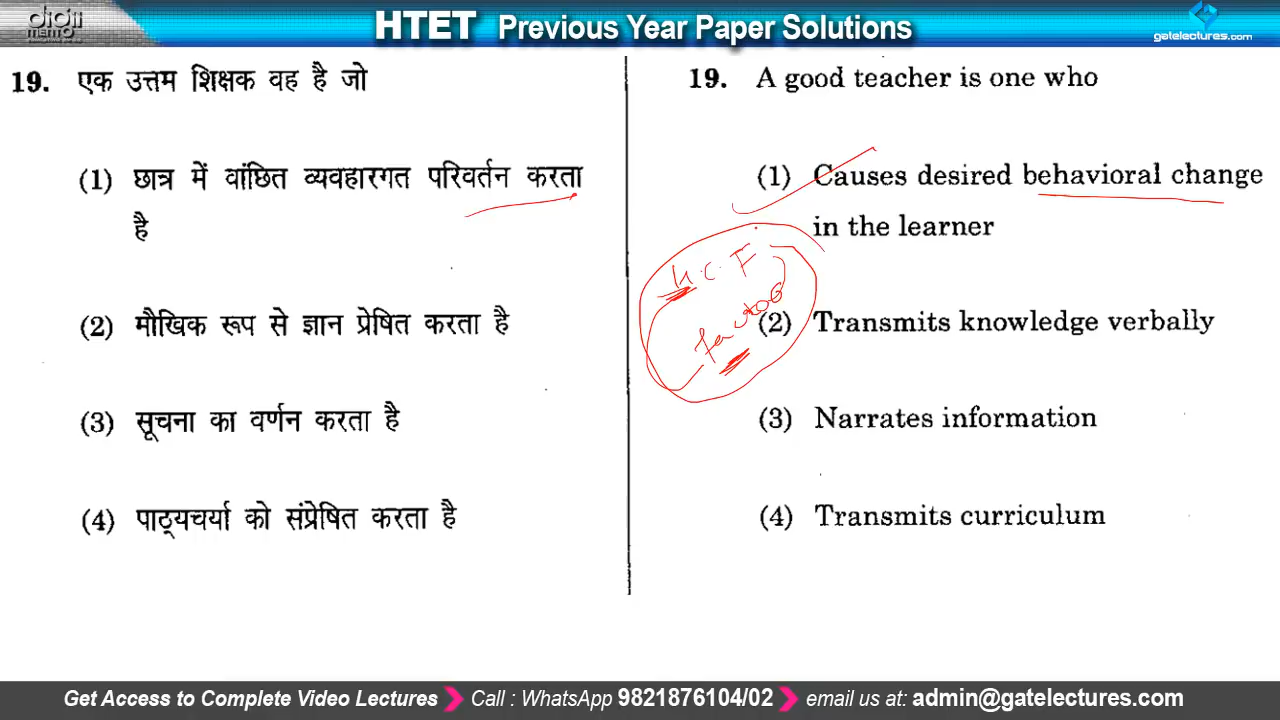 digii
mento
HTET Previous Year Paper Solutions
gatelectures.com
19. एक उत्तम शिक्षक वह है जो
(1) छात्र में वांछित व्यवहारगत परिवर्तन करता
है
(2) मौखिक रूप से ज्ञान प्रेषित करता है
(3) सूचना का वर्णन करता है
(4) पाठ्यचर्या को संप्रेषित करता है
19. A good teacher is one who
(1) Causes desired behavioral change
in the learner
H.C.F
factor
(2) Transmits knowledge verbally
(3) Narrates information
(4) Transmits curriculum
Get Access to Complete Video Lectures Call : WhatsApp 9821876104/02 email us at: admin@gatelectures.com